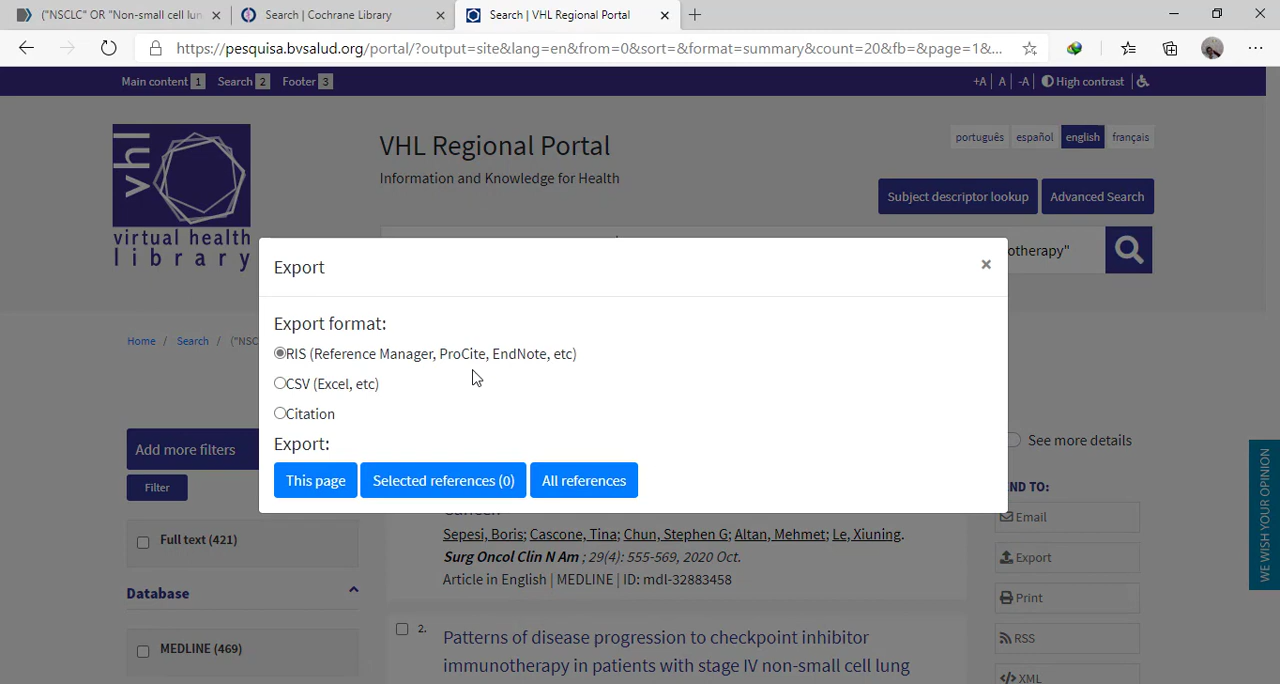 ("NSCLC" OR "Non-small cell lun
Search | Cochrane Library
Search | VHL Regional Portal
https://pesquisa.bvsalud.org/portal/?output=site&lang=en&from=0&sort=&format=summary&count=20&fb=&page=1&...
Main content 1 Search 2 Footer 3
+A | A | -A | High contrast |
vhl
virtual health
library
VHL Regional Portal
Information and Knowledge for Health
português español english français
Subject descriptor lookup
Advanced Search
otherapy"
Home / Search / ("NSC
Export ×
Export format:
RIS (Reference Manager, ProCite, EndNote, etc)
CSV (Excel, etc)
Citation
Export:
This page
Selected references (0)
All references
Add more filters
Filter
Full text (421)
Database
MEDLINE (469)
Sepesi, Boris; Cascone, Tina; Chun, Stephen G; Altan, Mehmet; Le, Xiuning.
Surg Oncol Clin N Am ; 29(4): 555-569, 2020 Oct.
Article in English | MEDLINE | ID: mdl-32883458
2. Patterns of disease progression to checkpoint inhibitor
immunotherapy in patients with stage IV non-small cell lung
See more details
ND TO:
Email
Export
Print
RSS
XML
WE WISH YOUR OPINION